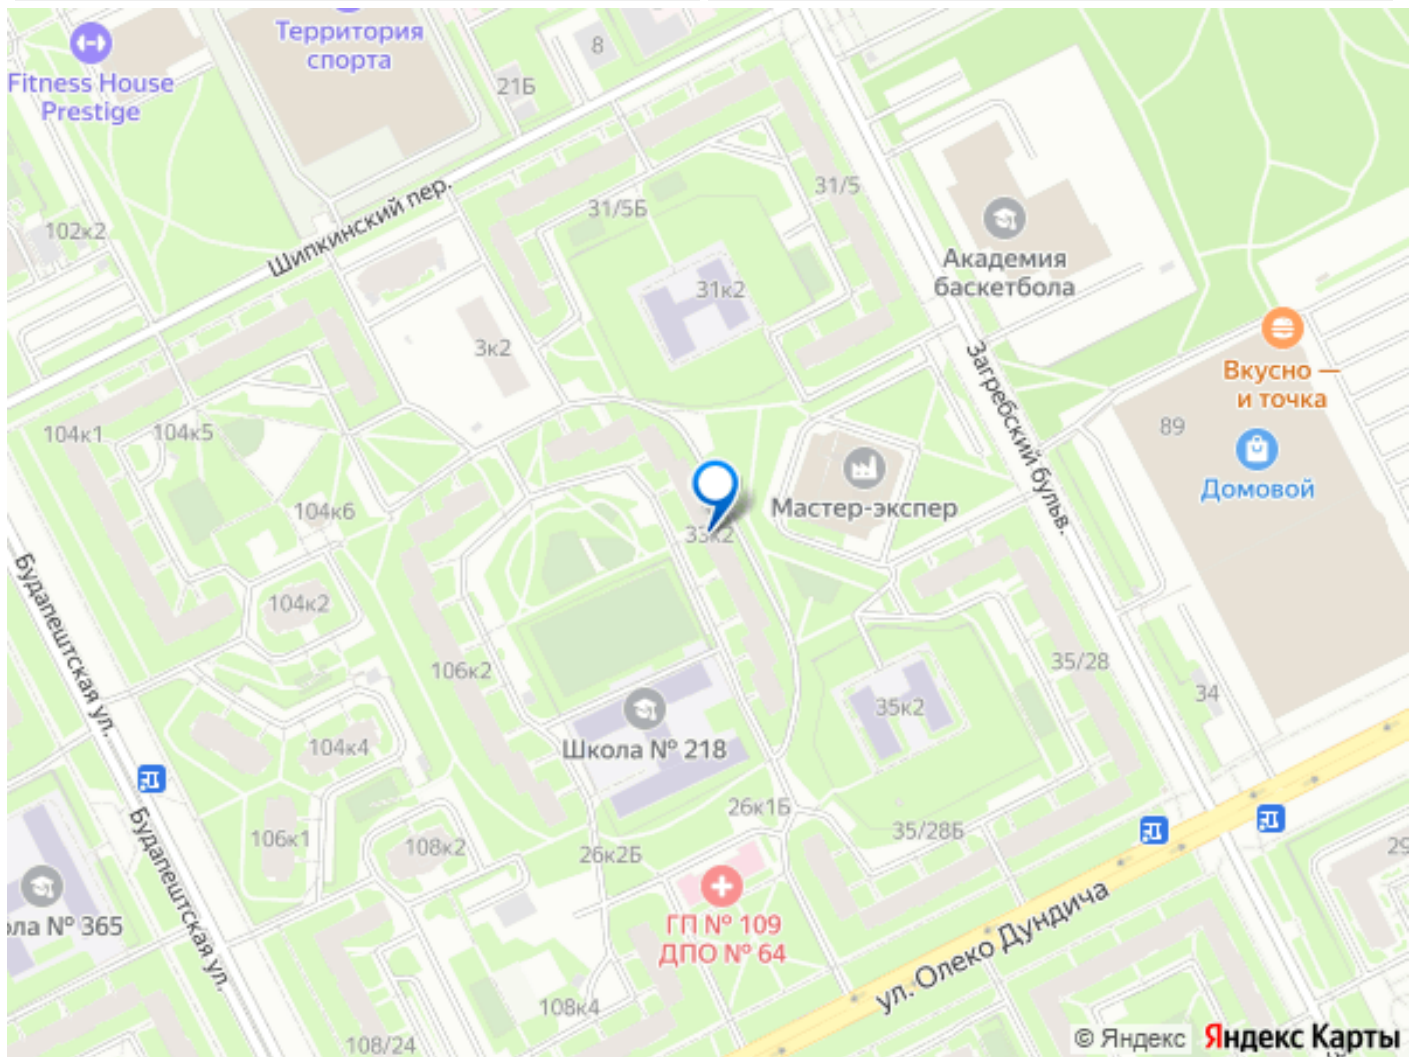 Территория
спорта
8
Fitness House
Prestige
21Б
31/5
Шипкинский пер.
31/5Б
102к2
Академия
баскетбола
31к2
3к2
Загребский бульв.
Вкусно —
и точка
104к1
104к5
89
Домовой
104к6
Мастер-экспер
33к2
Будапештская ул.
104к2
106к2
35/28
34
35к2
104к4
Школа № 218
26к1Б
Будапештская ул.
106к1
108к2
26к2Б
35/28Б
29
ола № 365
ГП № 109
ДПО № 64
ул. Олеко Дундича
108к4
108/24
© Яндекс Яндекс Карты